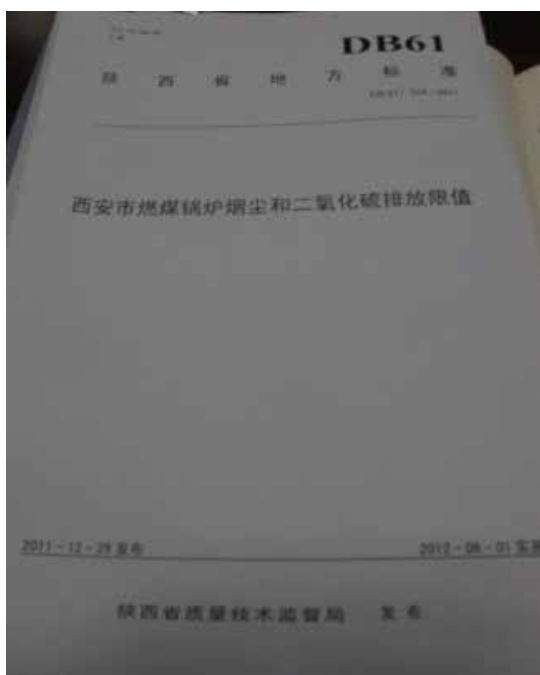 DB61
陕西省地方标准
西安市燃煤锅炉烟尘和二氧化硫排放限值
2011-12-29 发布
2012-08-01 实施
陕西省质量技术监督局 发布